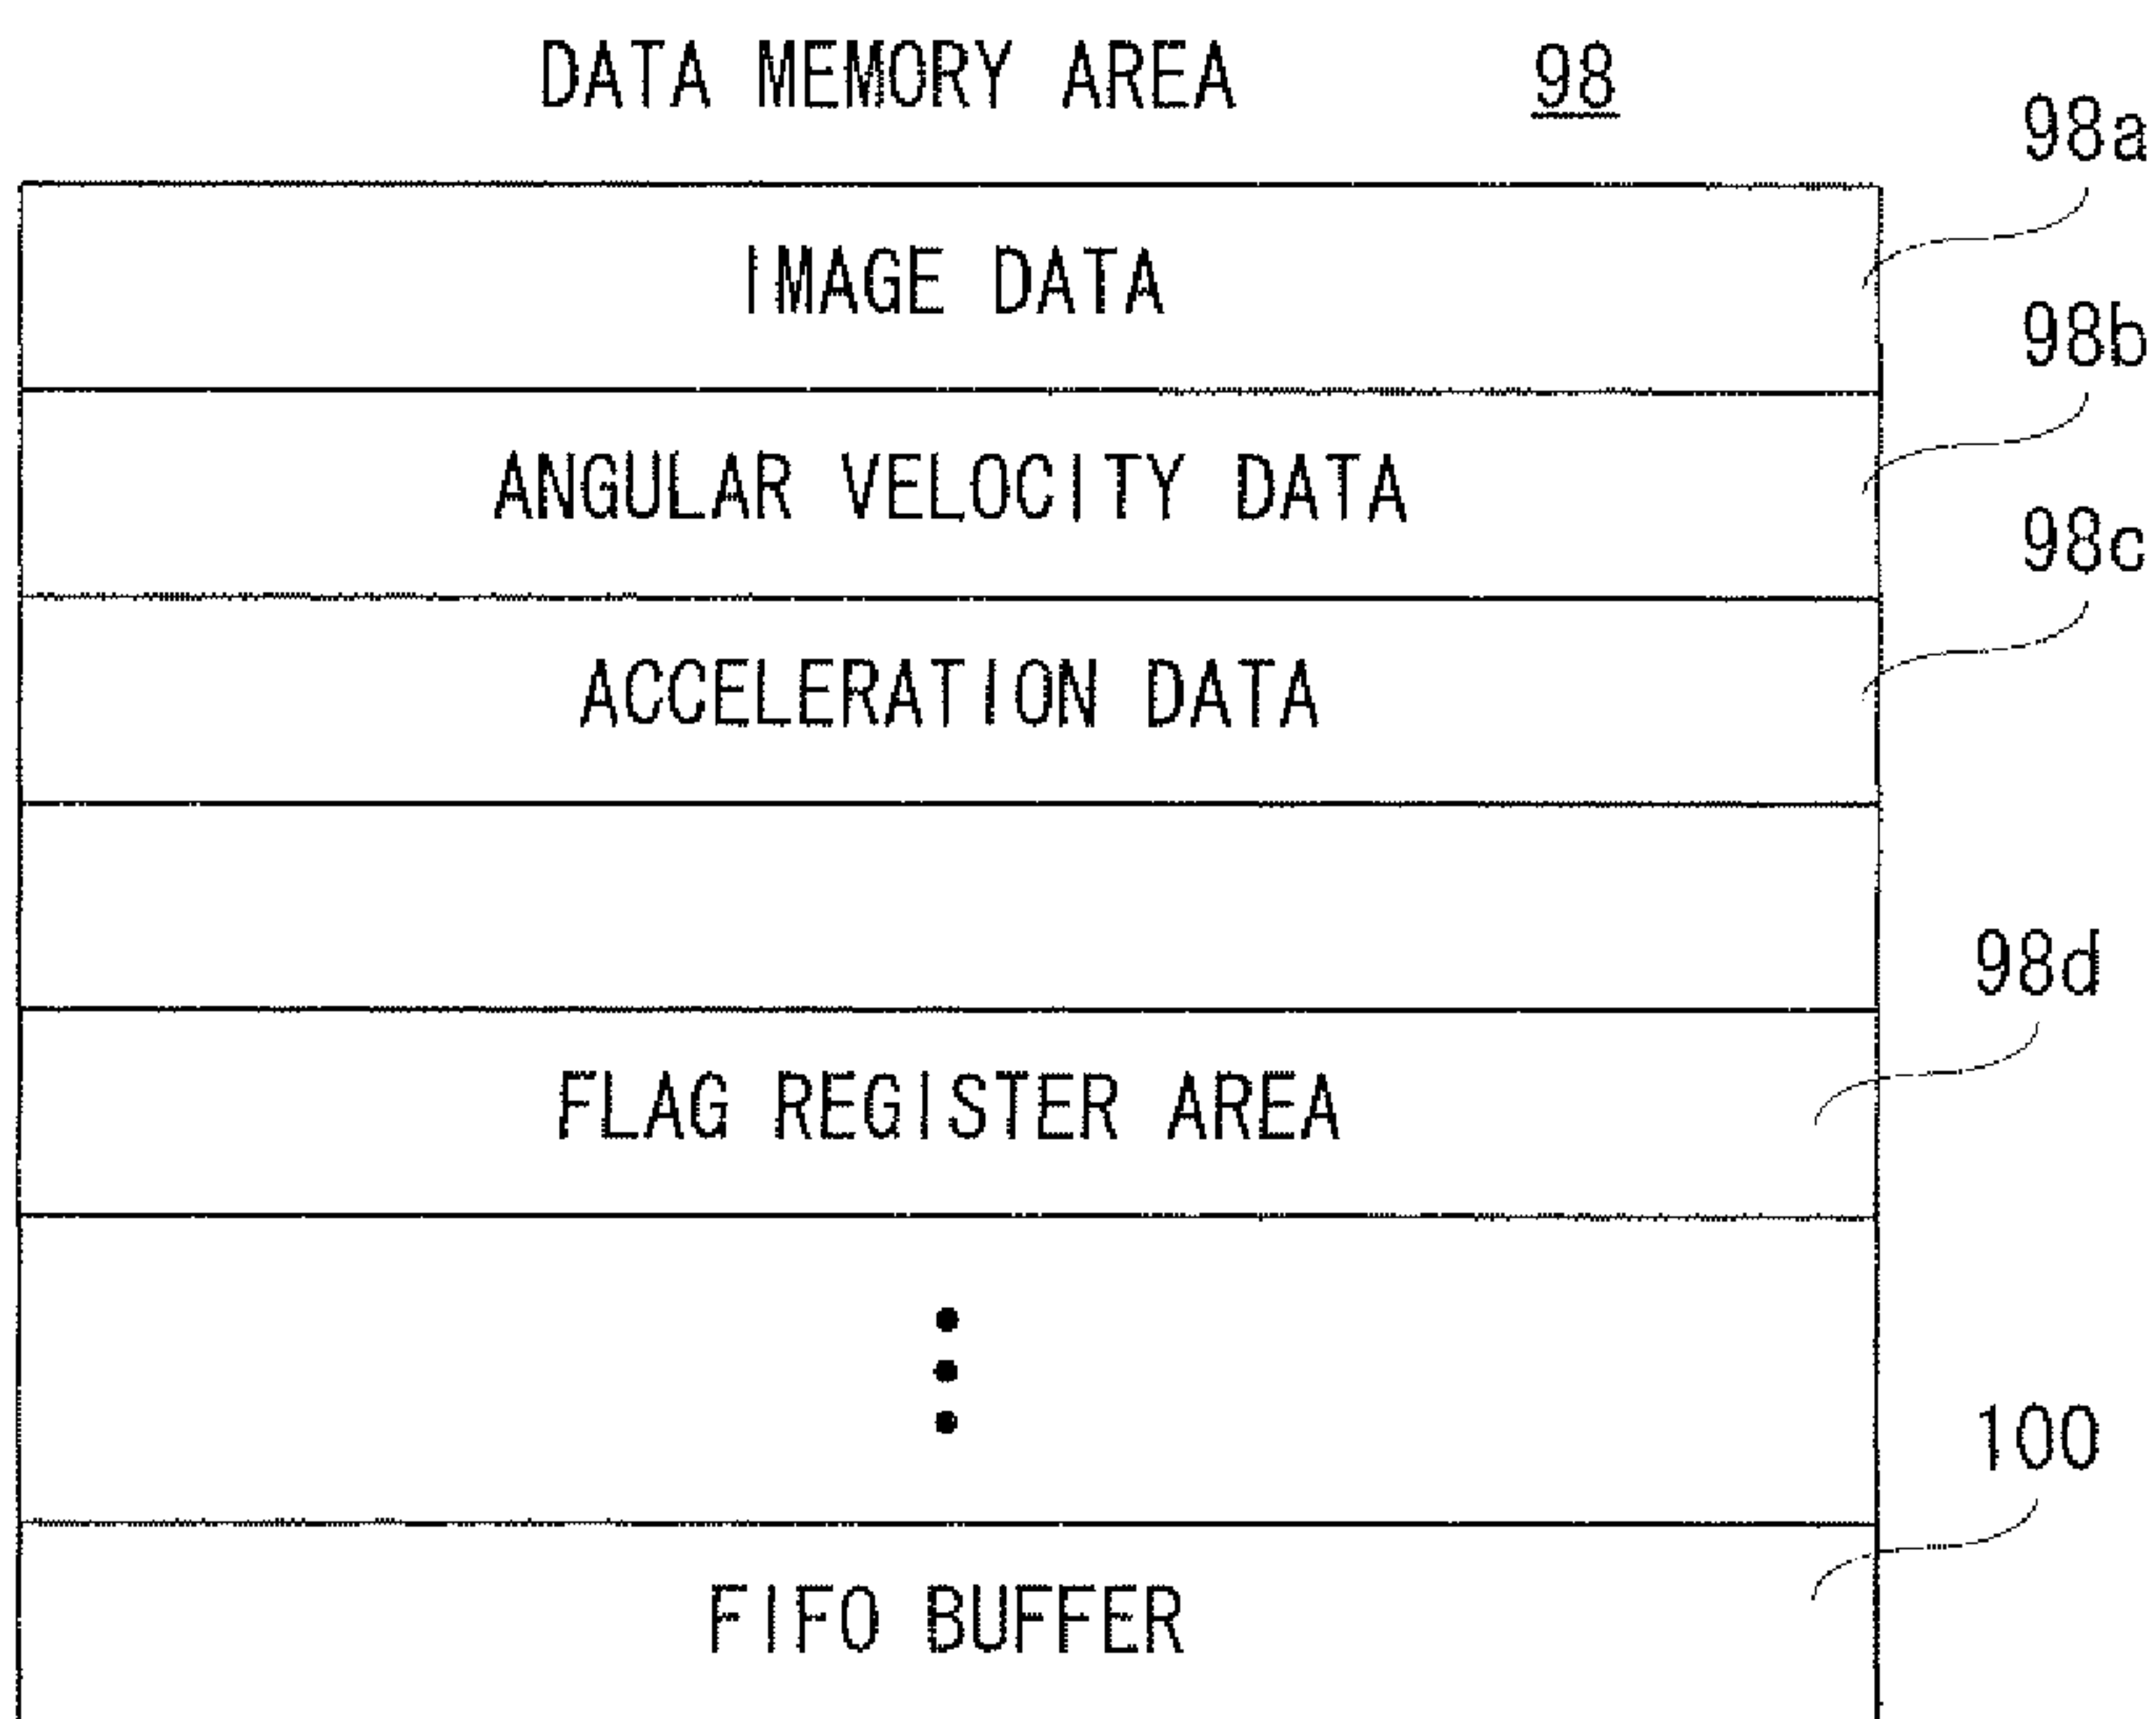 DATA MEMORY AREA 98
98a
IMAGE DATA
98b
ANGULAR VELOCITY DATA
98c
ACCELERATION DATA
98d
FLAG REGISTER AREA
100
FIFO BUFFER